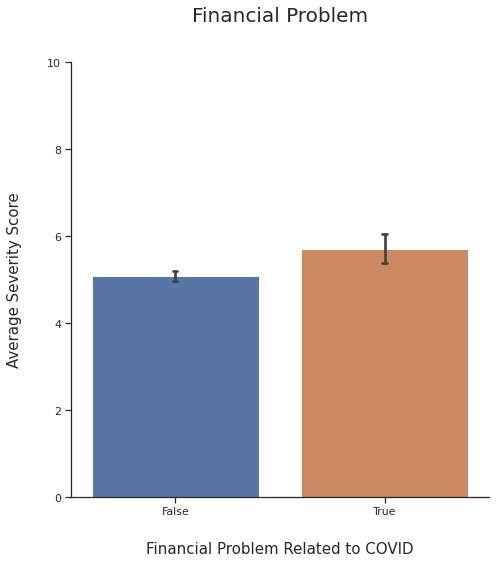 Financial Problem
10
8
6
4
2
0
Average Severity Score
False
True
Financial Problem Related to COVID